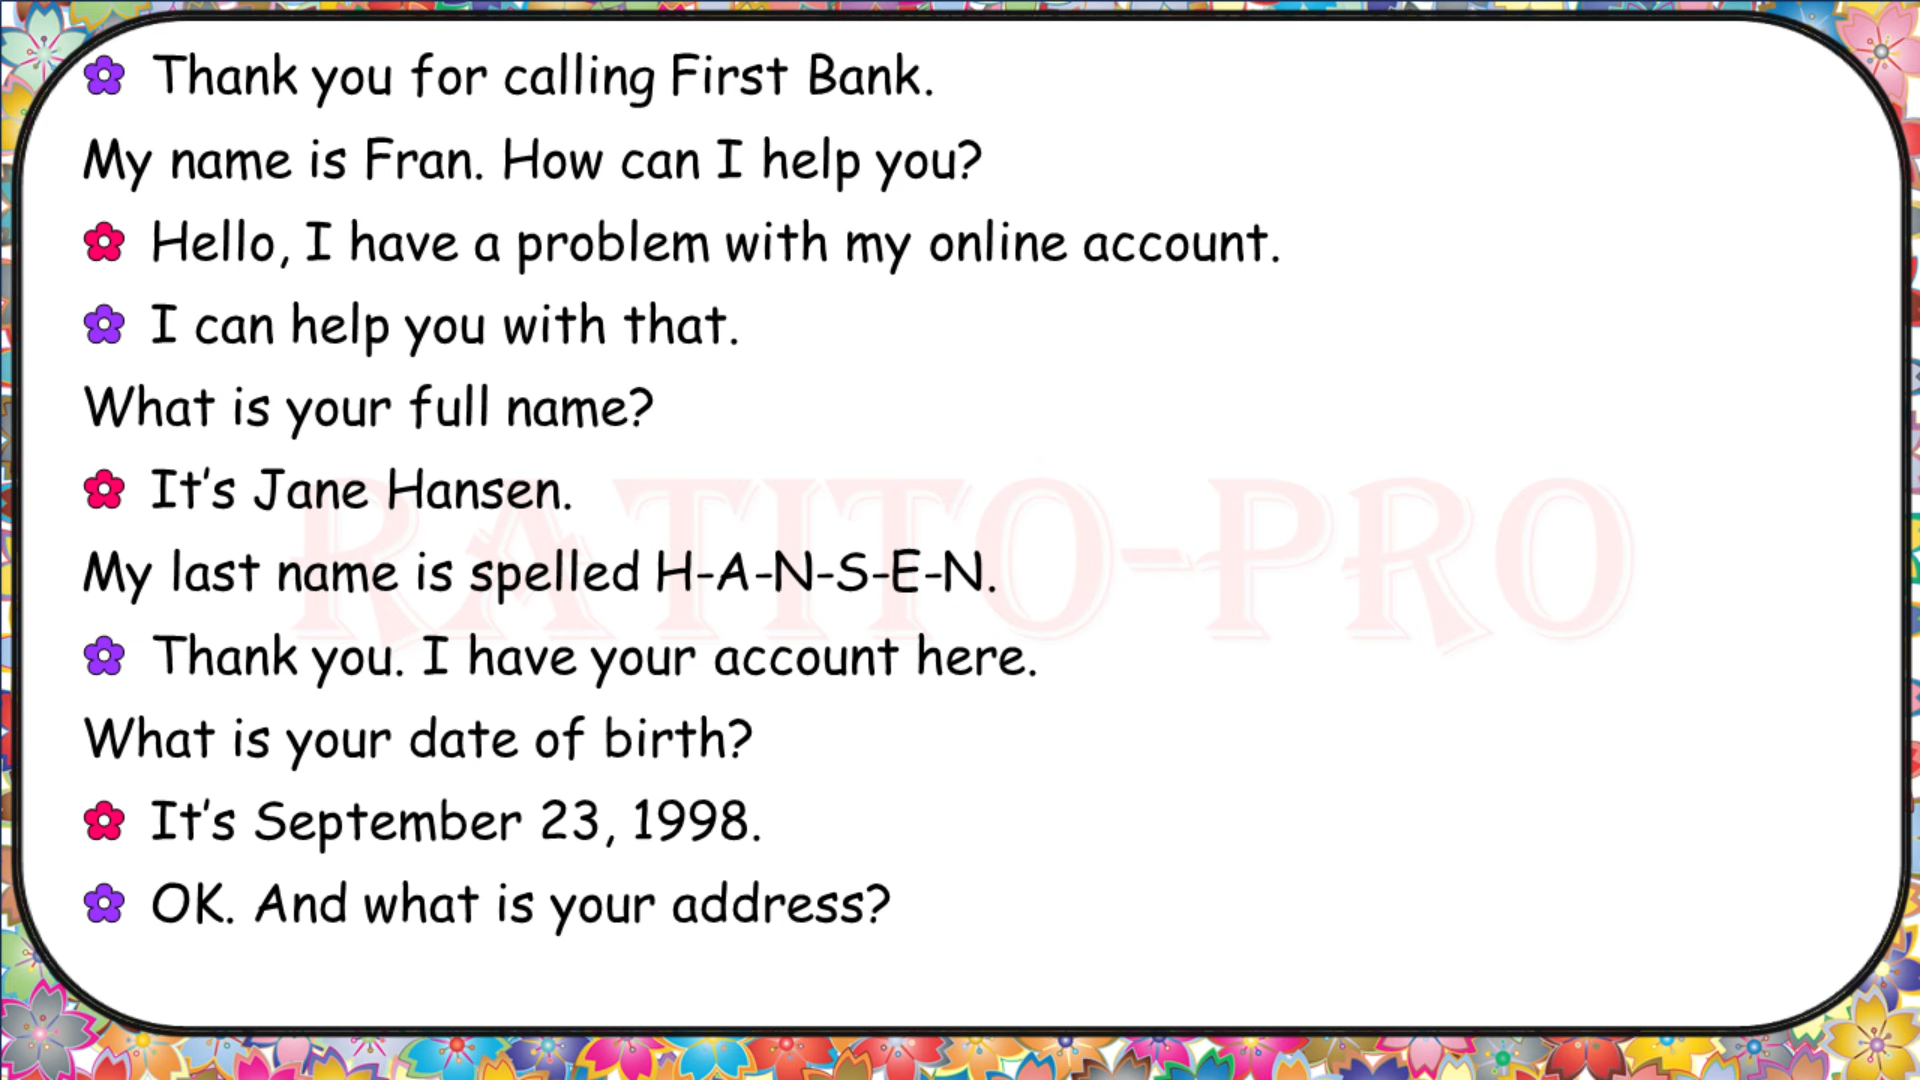 Thank you for calling First Bank.
My name is Fran. How can I help you?
Hello, I have a problem with my online account.
I can help you with that.
What is your full name?
It's Jane Hansen.
My last name is spelled H-A-N-S-E-N.
Thank you. I have your account here.
What is your date of birth?
It's September 23, 1998.
OK. And what is your address?
RATITO-PRO